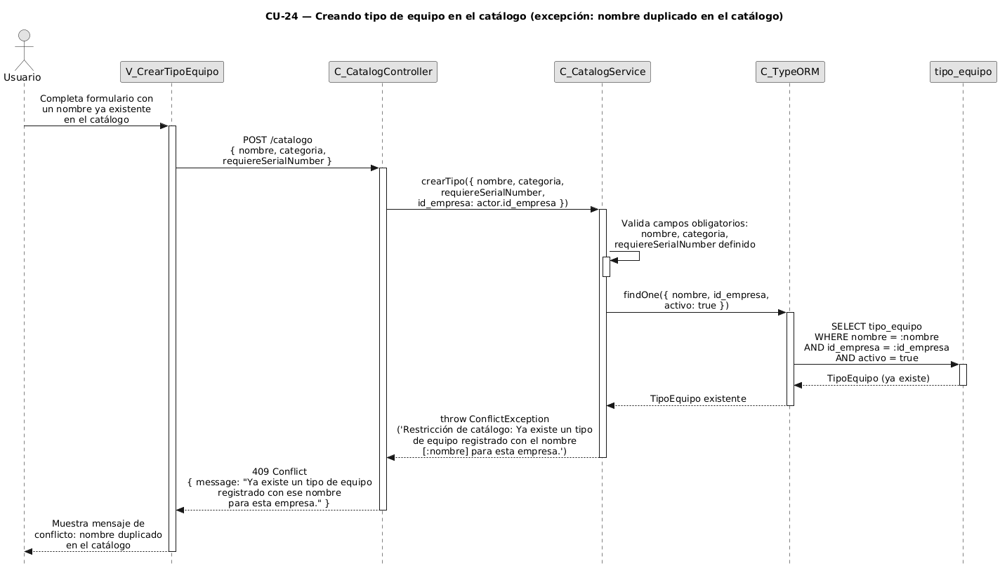 CU-24 — Creando tipo de equipo en el catálogo (excepción: nombre duplicado en el catálogo)
Usuario
V_CrearTipoEquipo
C_CatalogController
C_CatalogService
C_TypeORM
tipo_equipo
Completa formulario con
un nombre ya existente
en el catálogo
POST /catalogo
{ nombre, categoria,
requiereSerialNumber }
crearTipo({ nombre, categoria,
requiereSerialNumber,
id_empresa: actor.id_empresa })
Valida campos obligatorios:
nombre, categoria,
requiereSerialNumber definido
findOne({ nombre, id_empresa,
activo: true })
SELECT tipo_equipo
WHERE nombre = :nombre
AND id_empresa = :id_empresa
AND activo = true
TipoEquipo (ya existe)
TipoEquipo existente
throw ConflictException
('Restricción de catálogo: Ya existe un tipo
de equipo registrado con el nombre
[:nombre] para esta empresa.')
409 Conflict
{ message: "Ya existe un tipo de equipo
registrado con ese nombre
para esta empresa." }
Muestra mensaje de
conflicto: nombre duplicado
en el catálogo